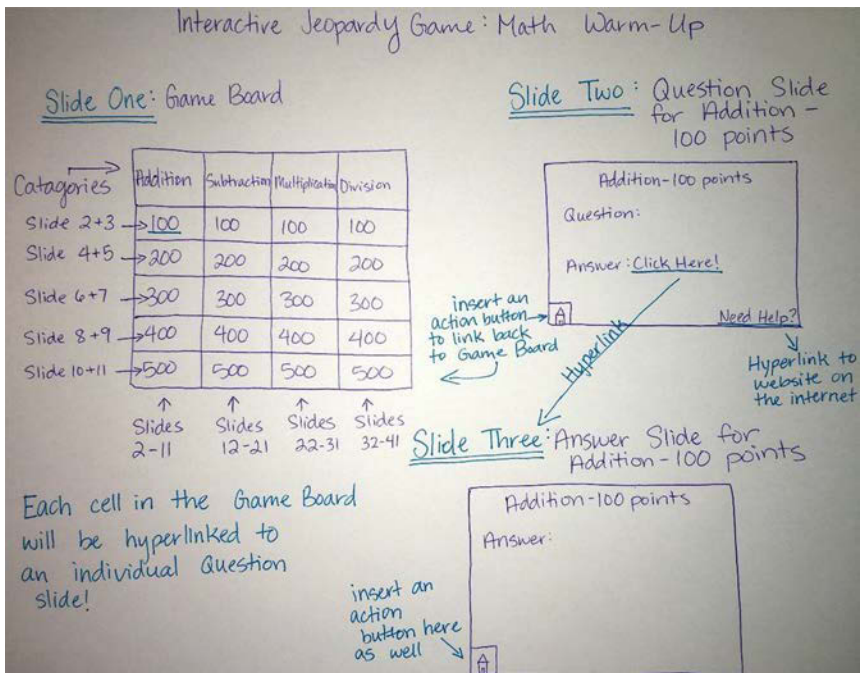 Interactive Jeopardy Game: Math Warm-Up
Slide One: Game Board
Catagories
Addition Subtraction Multiplication Division
Slide 2+3 100 100 100 100
Slide 4+5 200 200 200 200
Slide 6+7 300 300 300 300
Slide 8+9 400 400 400 400
Slide 10+11 500 500 500 500
Slides Slides Slides Slides
2-11 12-21 22-31 32-41
Each cell in the Game Board
will be hyperlinked to
an individual Question
slide!
Slide Two: Question Slide
for Addition -
100 points
Addition-100 points
Question:
Answer: Click Here!
Need Help?
insert an
action button
to link back
to Game Board
Hyperlink
Hyperlink to
website on
the internet
Slide Three: Answer Slide for
Addition-100 points
Addition-100 points
Answer:
insert an
action
button here
as well